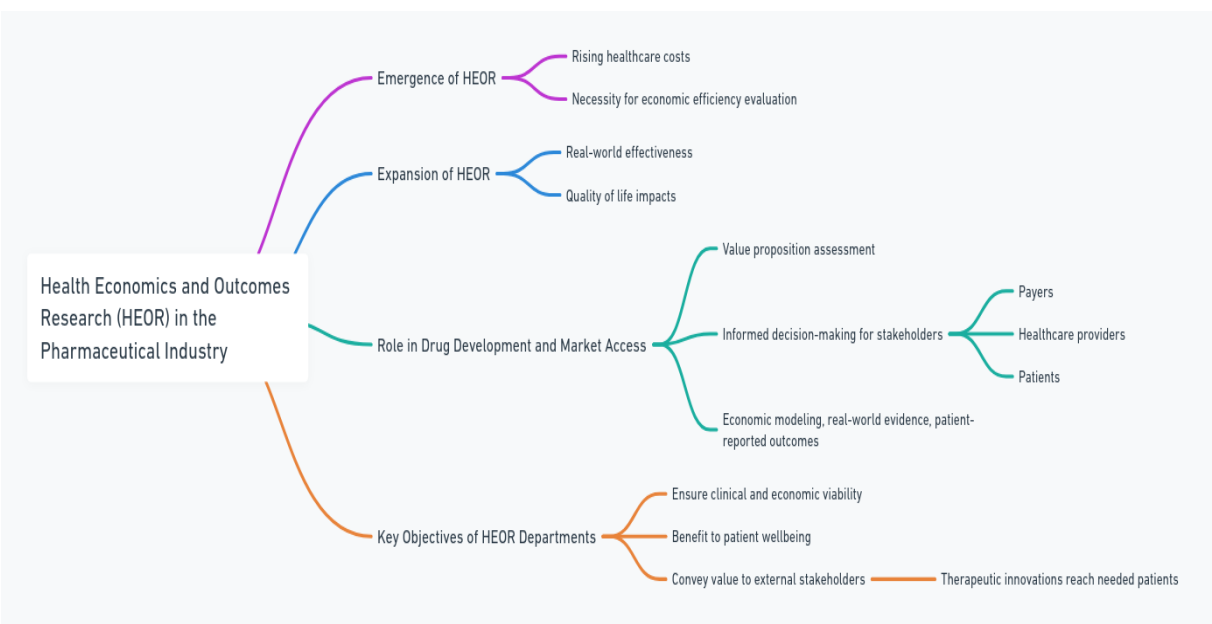 Health Economics and Outcomes
Research (HEOR) in the
Pharmaceutical Industry
Emergence of HEOR
Rising healthcare costs
Necessity for economic efficiency evaluation
Expansion of HEOR
Real-world effectiveness
Quality of life impacts
Role in Drug Development and Market Access
Value proposition assessment
Informed decision-making for stakeholders
Payers
Healthcare providers
Patients
Economic modeling, real-world evidence, patient-
reported outcomes
Key Objectives of HEOR Departments
Ensure clinical and economic viability
Benefit to patient wellbeing
Convey value to external stakeholders
Therapeutic innovations reach needed patients